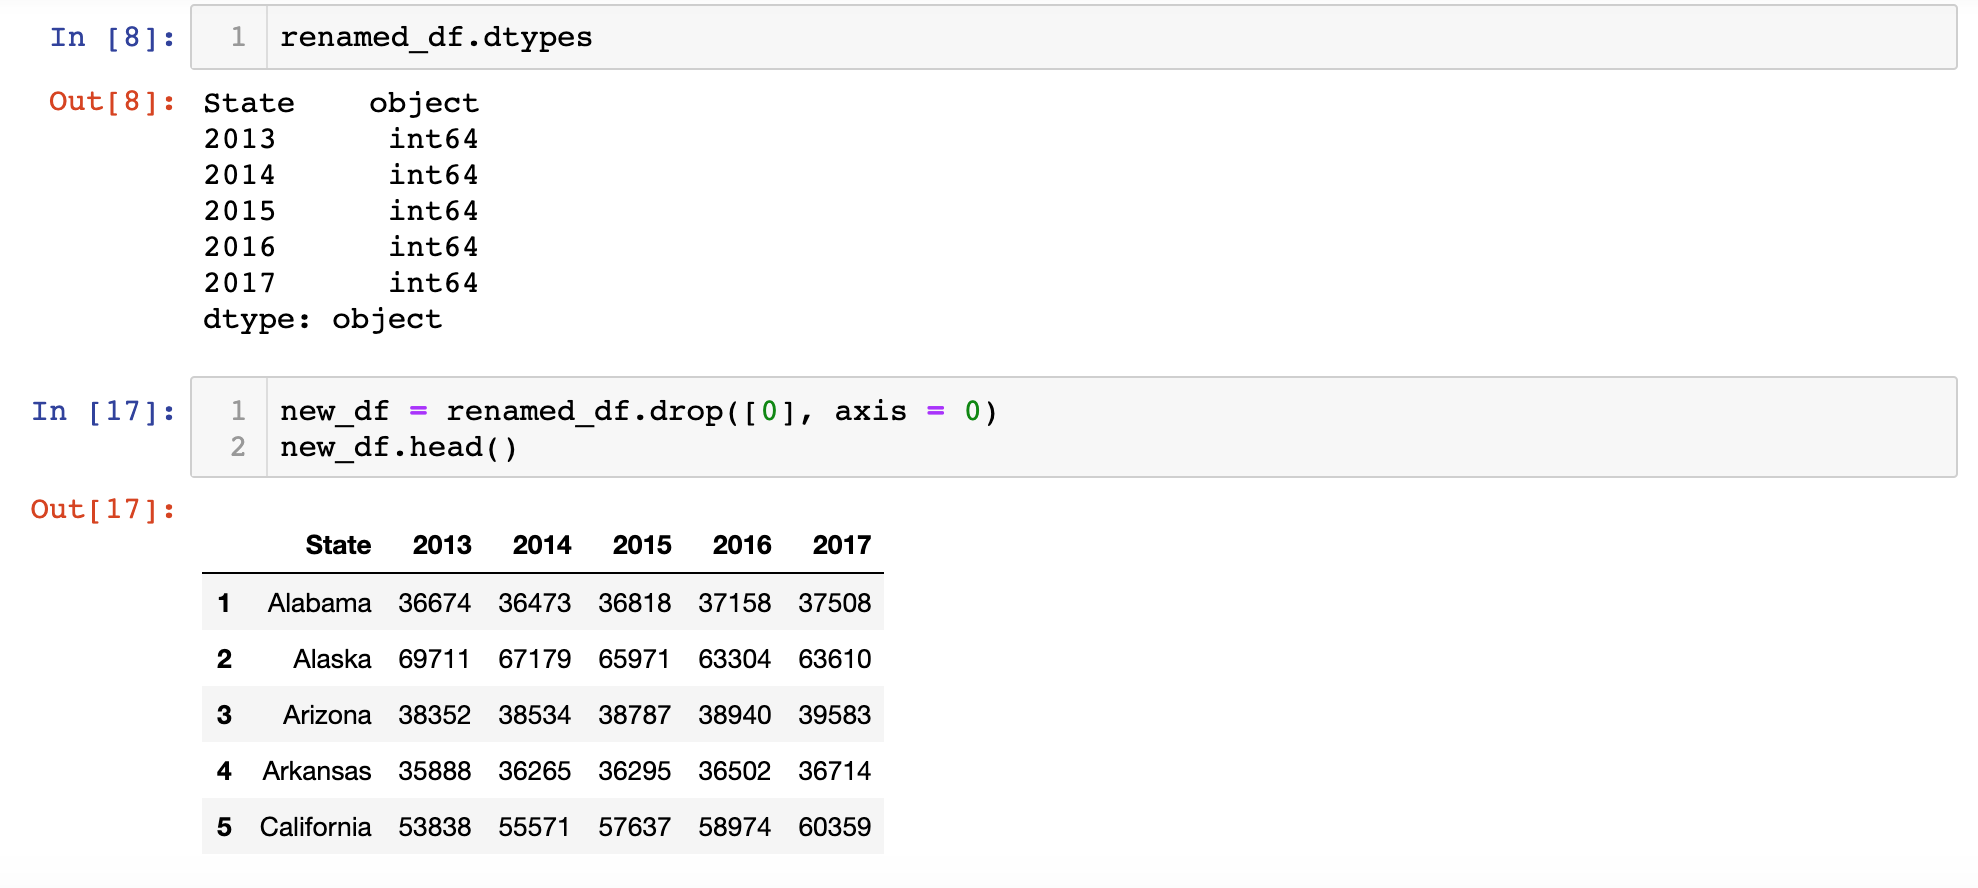 In [8]: 1 renamed_df.dtypes
Out[8]: State object
2013 int64
2014 int64
2015 int64
2016 int64
2017 int64
dtype: object
In [17]: 1 new_df = renamed_df.drop([0], axis = 0)
2 new_df.head()
Out[17]:
State 2013 2014 2015 2016 2017
1 Alabama 36674 36473 36818 37158 37508
2 Alaska 69711 67179 65971 63304 63610
3 Arizona 38352 38534 38787 38940 39583
4 Arkansas 35888 36265 36295 36502 36714
5 California 53838 55571 57637 58974 60359